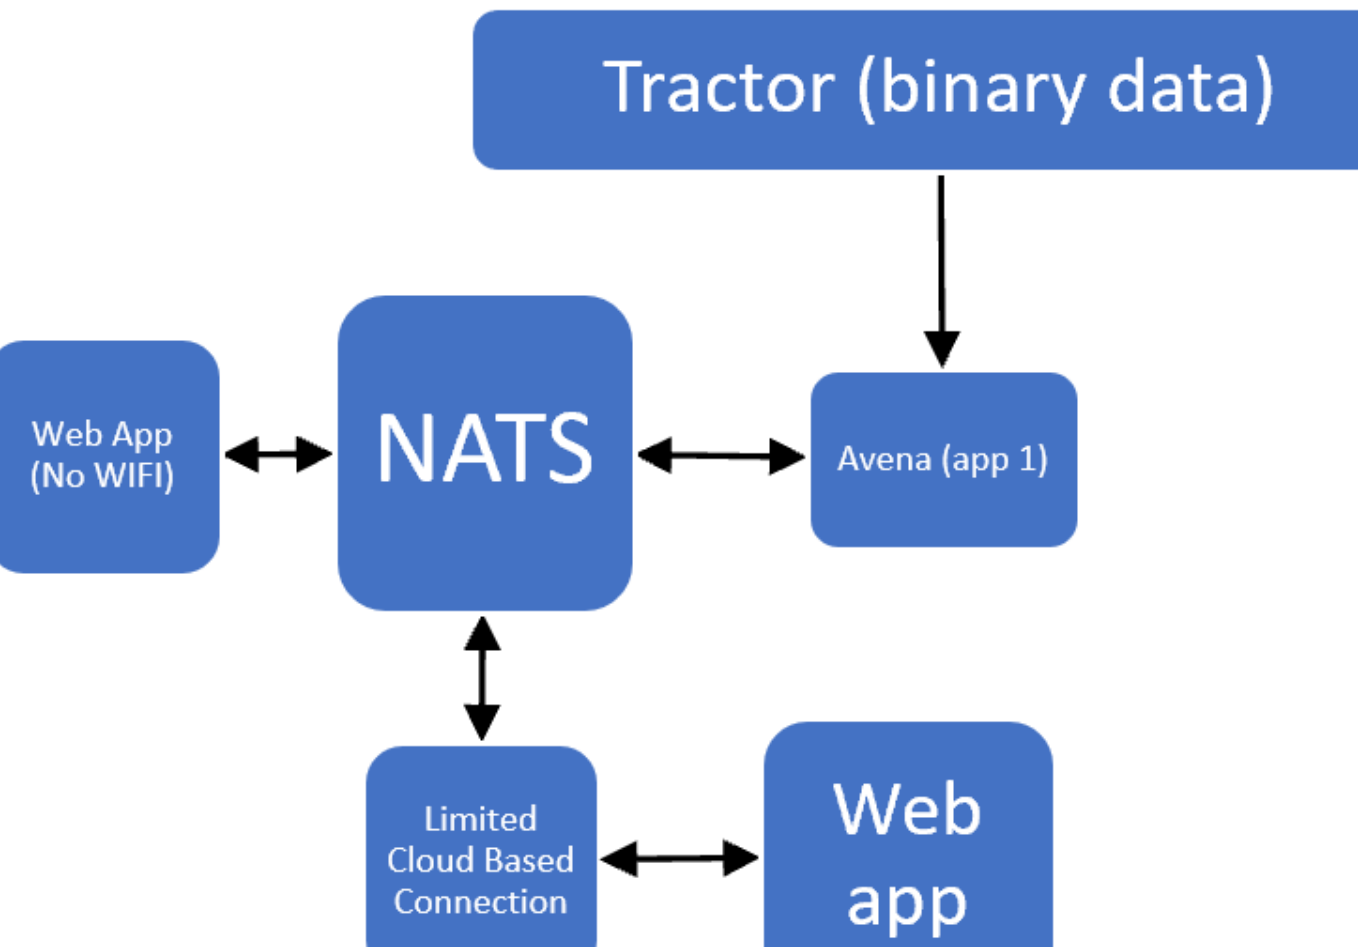 Tractor (binary data)
Web App
(No WIFI)
NATS
Avena (app 1)
Limited
Cloud Based
Connection
Web
app